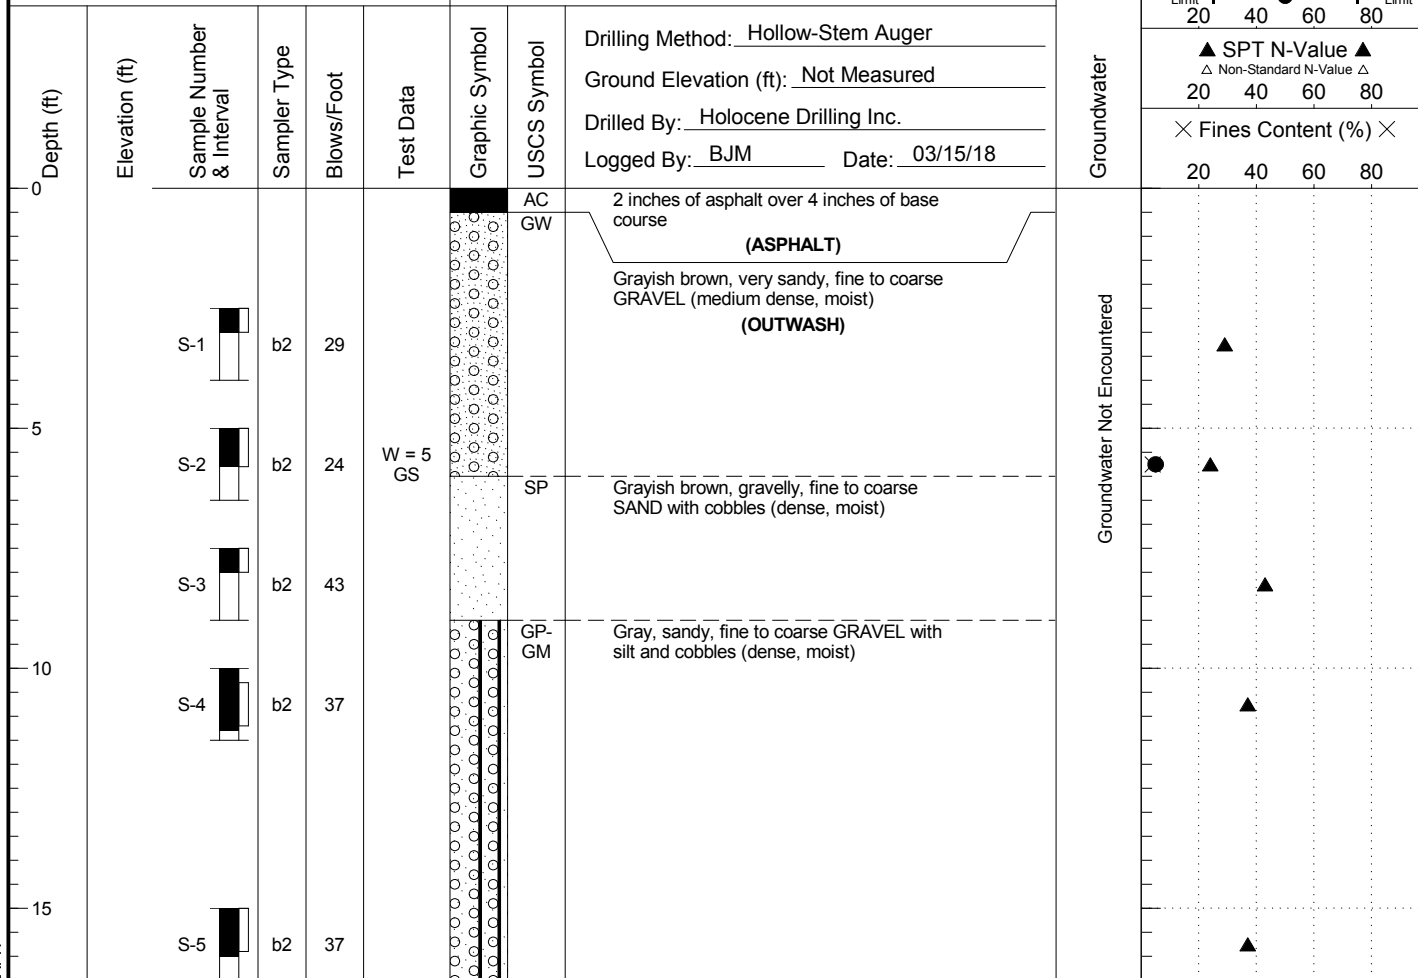 Depth (ft)
Elevation (ft)
Sample Number
& Interval
Sampler Type
Blows/Foot
Test Data
Graphic Symbol
USCS Symbol
Drilling Method: Hollow-Stem Auger
Ground Elevation (ft): Not Measured
Drilled By: Holocene Drilling Inc.
Logged By: BJM Date: 03/15/18
Groundwater
Limit Limit
20 40 60 80
▲ SPT N-Value ▲
△ Non-Standard N-Value △
20 40 60 80
× Fines Content (%) ×
20 40 60 80
0
AC 2 inches of asphalt over 4 inches of base
course
GW
(ASPHALT)
Grayish brown, very sandy, fine to coarse
GRAVEL (medium dense, moist)
(OUTWASH)
S-1 b2 29
Groundwater Not Encountered
5
S-2 b2 24 W = 5
GS
SP Grayish brown, gravelly, fine to coarse
SAND with cobbles (dense, moist)
S-3 b2 43
GP-
GM
Gray, sandy, fine to coarse GRAVEL with
silt and cobbles (dense, moist)
10
S-4 b2 37
15
S-5 b2 37